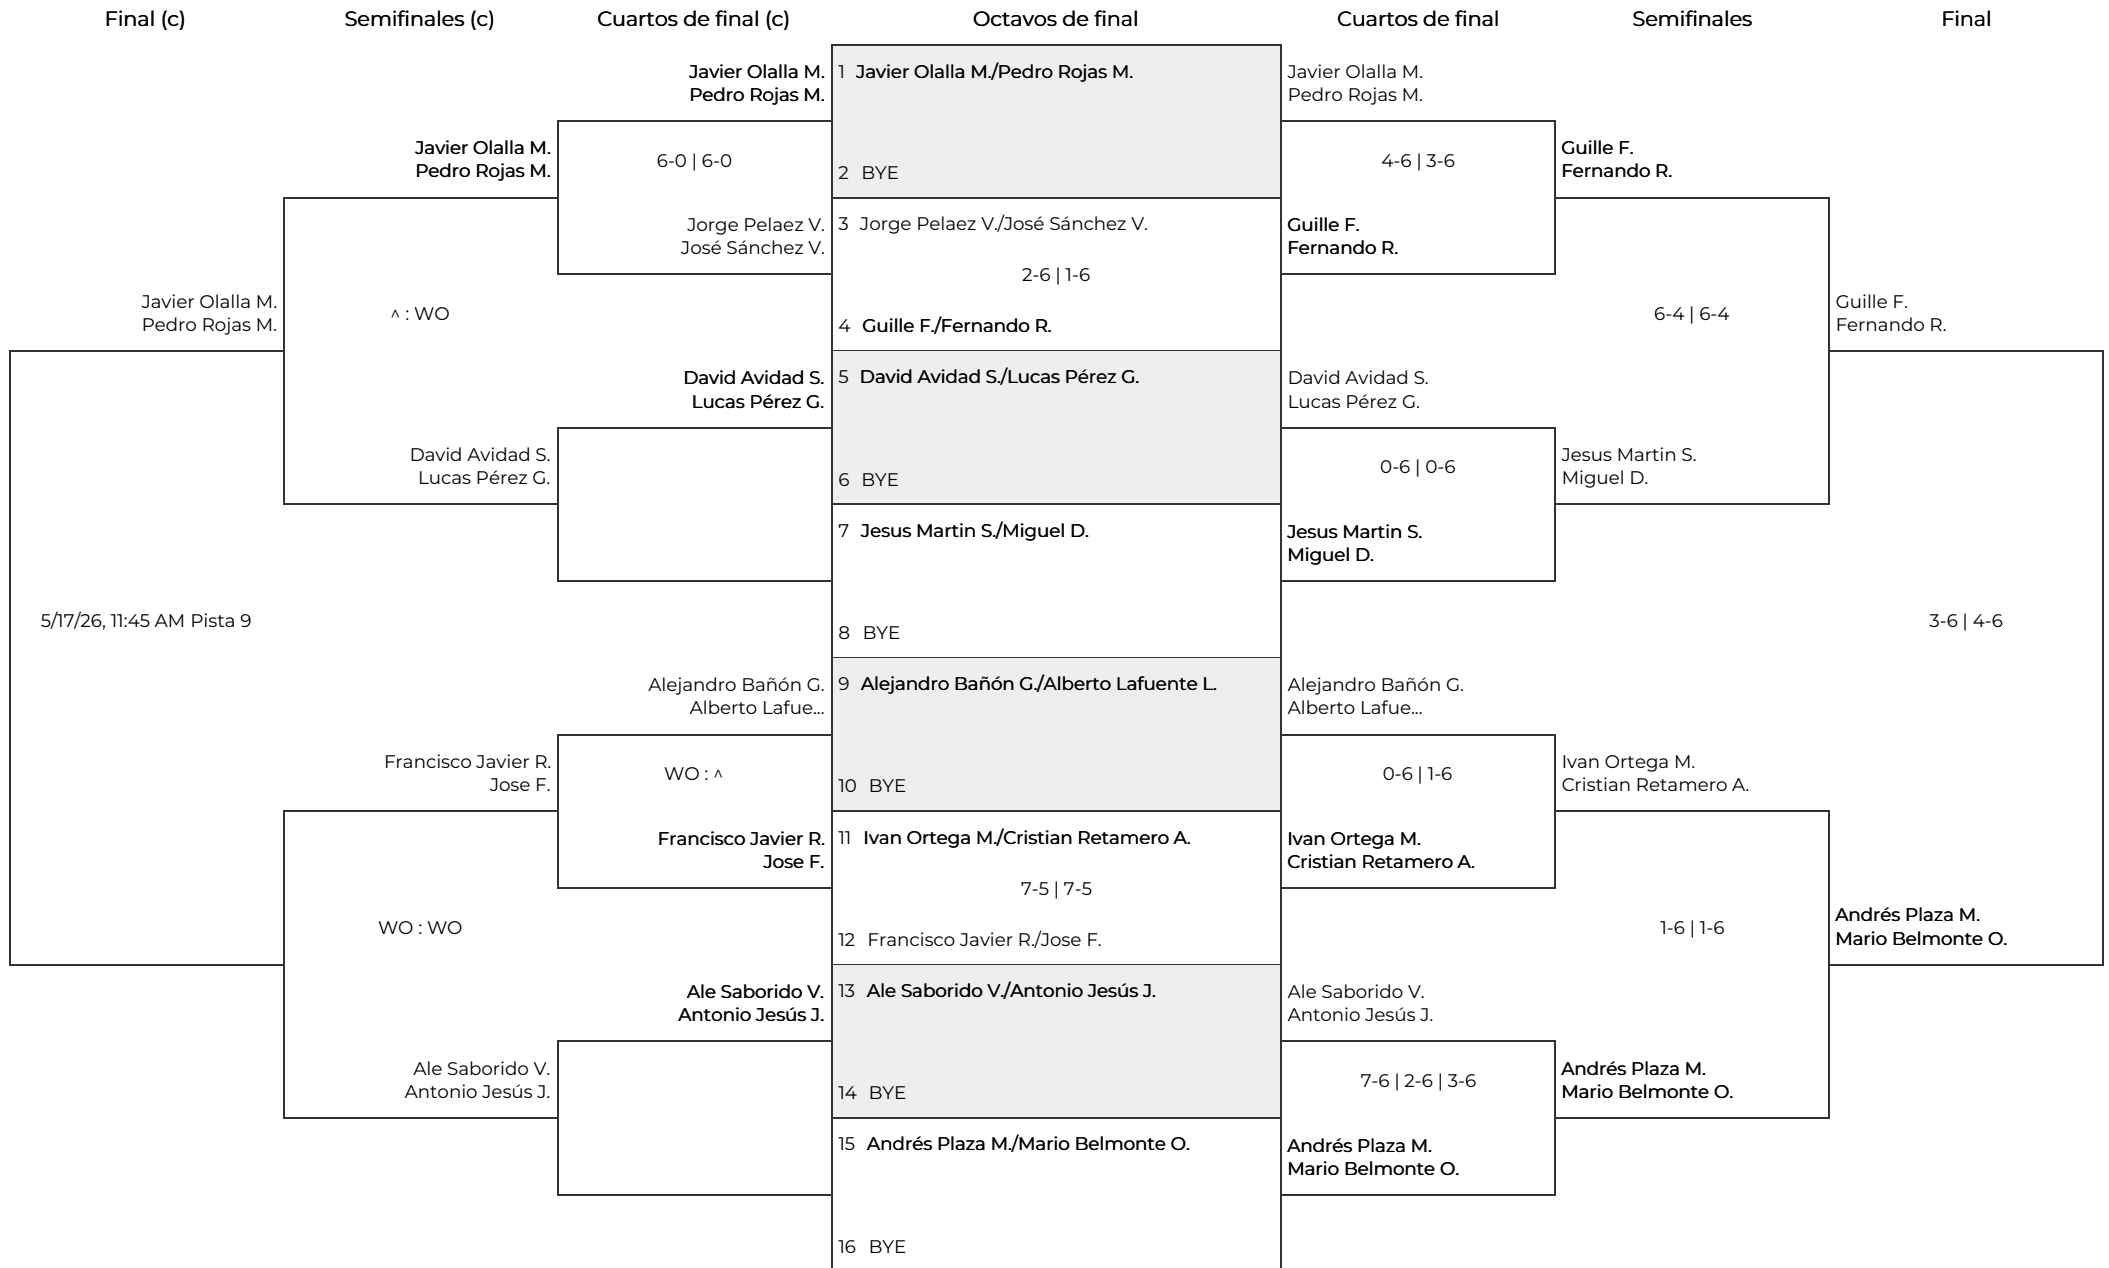 Final (c)
Semifinales (c)
Cuartos de final (c)
Octavos de final
Cuartos de final
Semifinales
Final
Javier Olalla M.
Pedro Rojas M.
1 Javier Olalla M./Pedro Rojas M.
Javier Olalla M.
Pedro Rojas M.
Javier Olalla M.
Pedro Rojas M.
6-0 | 6-0
2 BYE
4-6 | 3-6
Guille F.
Fernando R.
Jorge Pelaez V.
José Sánchez V.
3 Jorge Pelaez V./José Sánchez V.
Guille F.
Fernando R.
2-6 | 1-6
Javier Olalla M.
Pedro Rojas M.
^ : WO
4 Guille F./Fernando R.
6-4 | 6-4
Guille F.
Fernando R.
David Avidad S.
Lucas Pérez G.
5 David Avidad S./Lucas Pérez G.
David Avidad S.
Lucas Pérez G.
David Avidad S.
Lucas Pérez G.
6 BYE
0-6 | 0-6
Jesus Martin S.
Miguel D.
7 Jesus Martin S./Miguel D.
Jesus Martin S.
Miguel D.
5/17/26, 11:45 AM Pista 9
8 BYE
3-6 | 4-6
Alejandro Bañón G.
Alberto Lafue...
9 Alejandro Bañón G./Alberto Lafuente L.
Alejandro Bañón G.
Alberto Lafue...
Francisco Javier R.
Jose F.
WO : ^
10 BYE
0-6 | 1-6
Ivan Ortega M.
Cristian Retamero A.
Francisco Javier R.
Jose F.
11 Ivan Ortega M./Cristian Retamero A.
Ivan Ortega M.
Cristian Retamero A.
7-5 | 7-5
WO : WO
12 Francisco Javier R./Jose F.
1-6 | 1-6
Andrés Plaza M.
Mario Belmonte O.
Ale Saborido V.
Antonio Jesús J.
13 Ale Saborido V./Antonio Jesús J.
Ale Saborido V.
Antonio Jesús J.
Ale Saborido V.
Antonio Jesús J.
14 BYE
7-6 | 2-6 | 3-6
Andrés Plaza M.
Mario Belmonte O.
15 Andrés Plaza M./Mario Belmonte O.
Andrés Plaza M.
Mario Belmonte O.
16 BYE